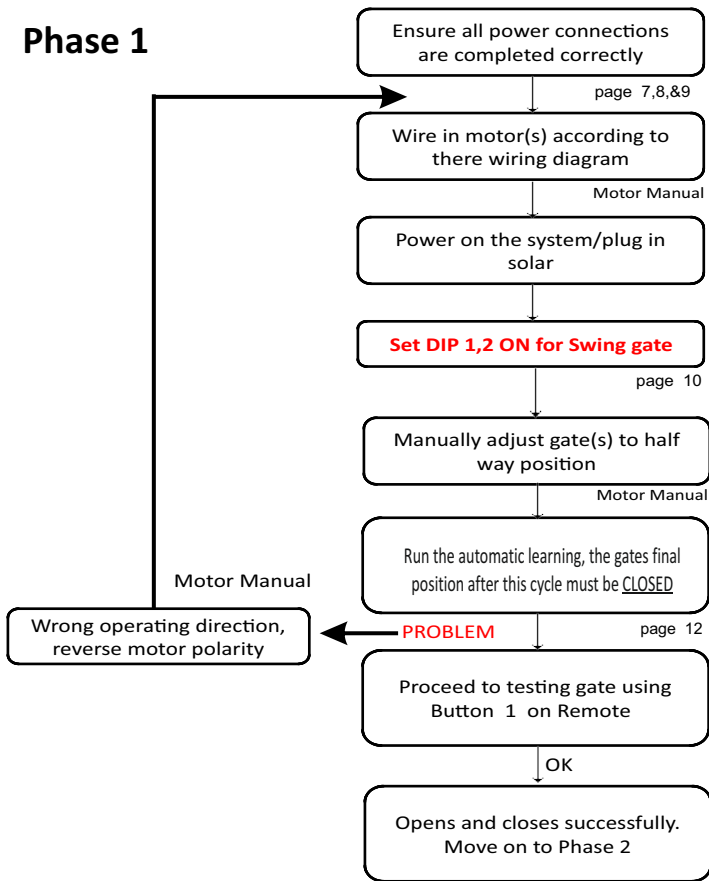 Phase 1
Ensure all power connections
are completed correctly
page 7,8,&9
Wire in motor(s) according to
there wiring diagram
Motor Manual
Power on the system/plug in
solar
Set DIP 1,2 ON for Swing gate
page 10
Manually adjust gate(s) to half
way position
Motor Manual
Run the automatic learning, the gates final
position after this cycle must be CLOSED
Motor Manual
Wrong operating direction,
reverse motor polarity
PROBLEM
page 12
Proceed to testing gate using
Button 1 on Remote
OK
Opens and closes successfully.
Move on to Phase 2